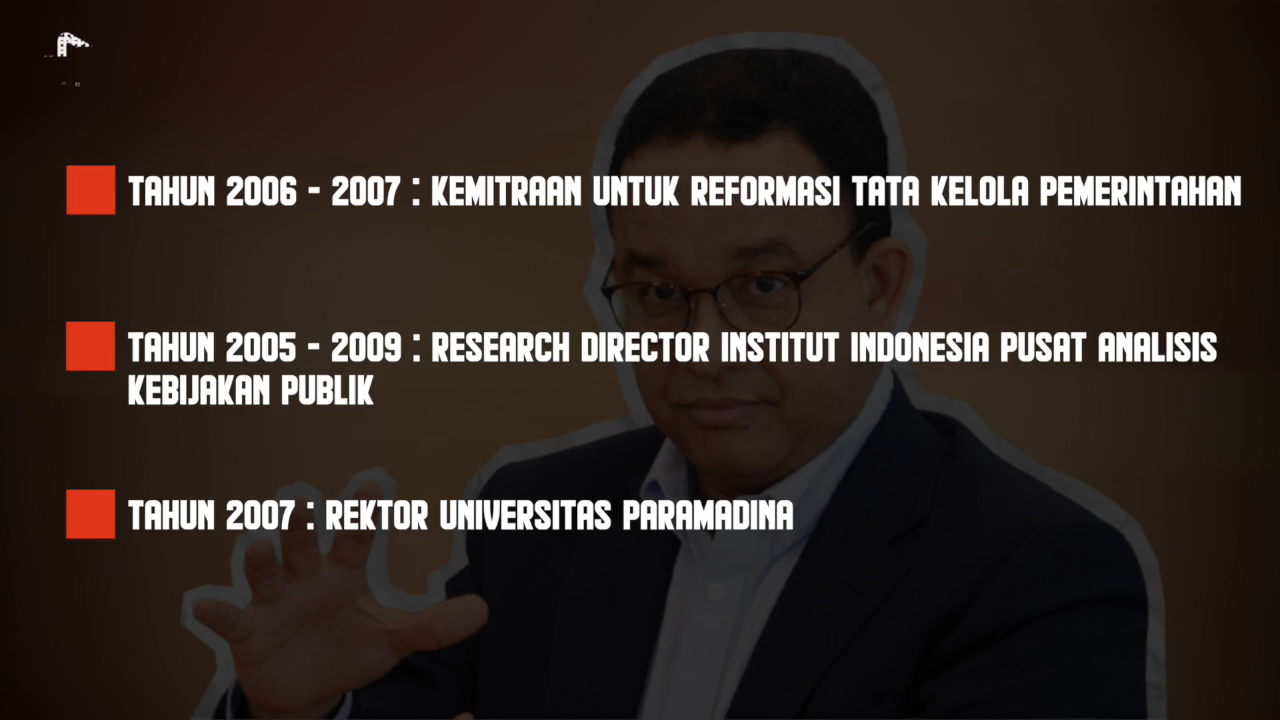 TAHUN 2006 - 2007 : KEMITRAAN UNTUK REFORMASI TATA KELOLA PEMERINTAHAN
TAHUN 2005 - 2009 : RESEARCH DIRECTOR INSTITUT INDONESIA PUSAT ANALISIS
KEBIJAKAN PUBLIK
TAHUN 2007 : REKTOR UNIVERSITAS PARAMADINA